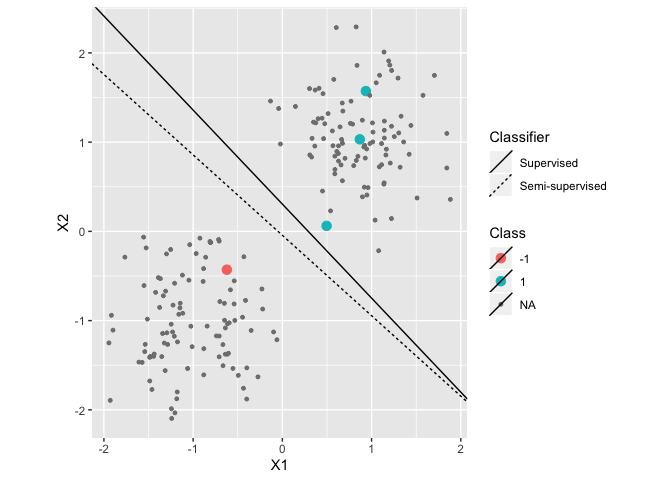 2
1
0
-1
-2
X2
-2
-1
0
1
2
X1
Classifier
Supervised
Semi-supervised
Class
-1
1
NA